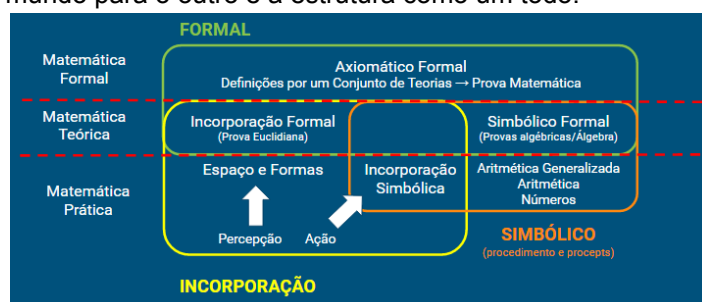 mundo para o outro e a estrutura como um todo.
FORMAL
Matemática
Formal
Axiomático Formal
Definições por um Conjunto de Teorias → Prova Matemática
Matemática
Teórica
Incorporação Formal
(Prova Euclidiana)
Simbólico Formal
(Provas algébricas/Álgebra)
Matemática
Prática
Espaço e Formas
Incorporação
Simbólica
Aritmética Generalizada
Aritmética
Números
Percepção
Ação
SIMBÓLICO
(procedimento e procepts)
INCORPORAÇÃO